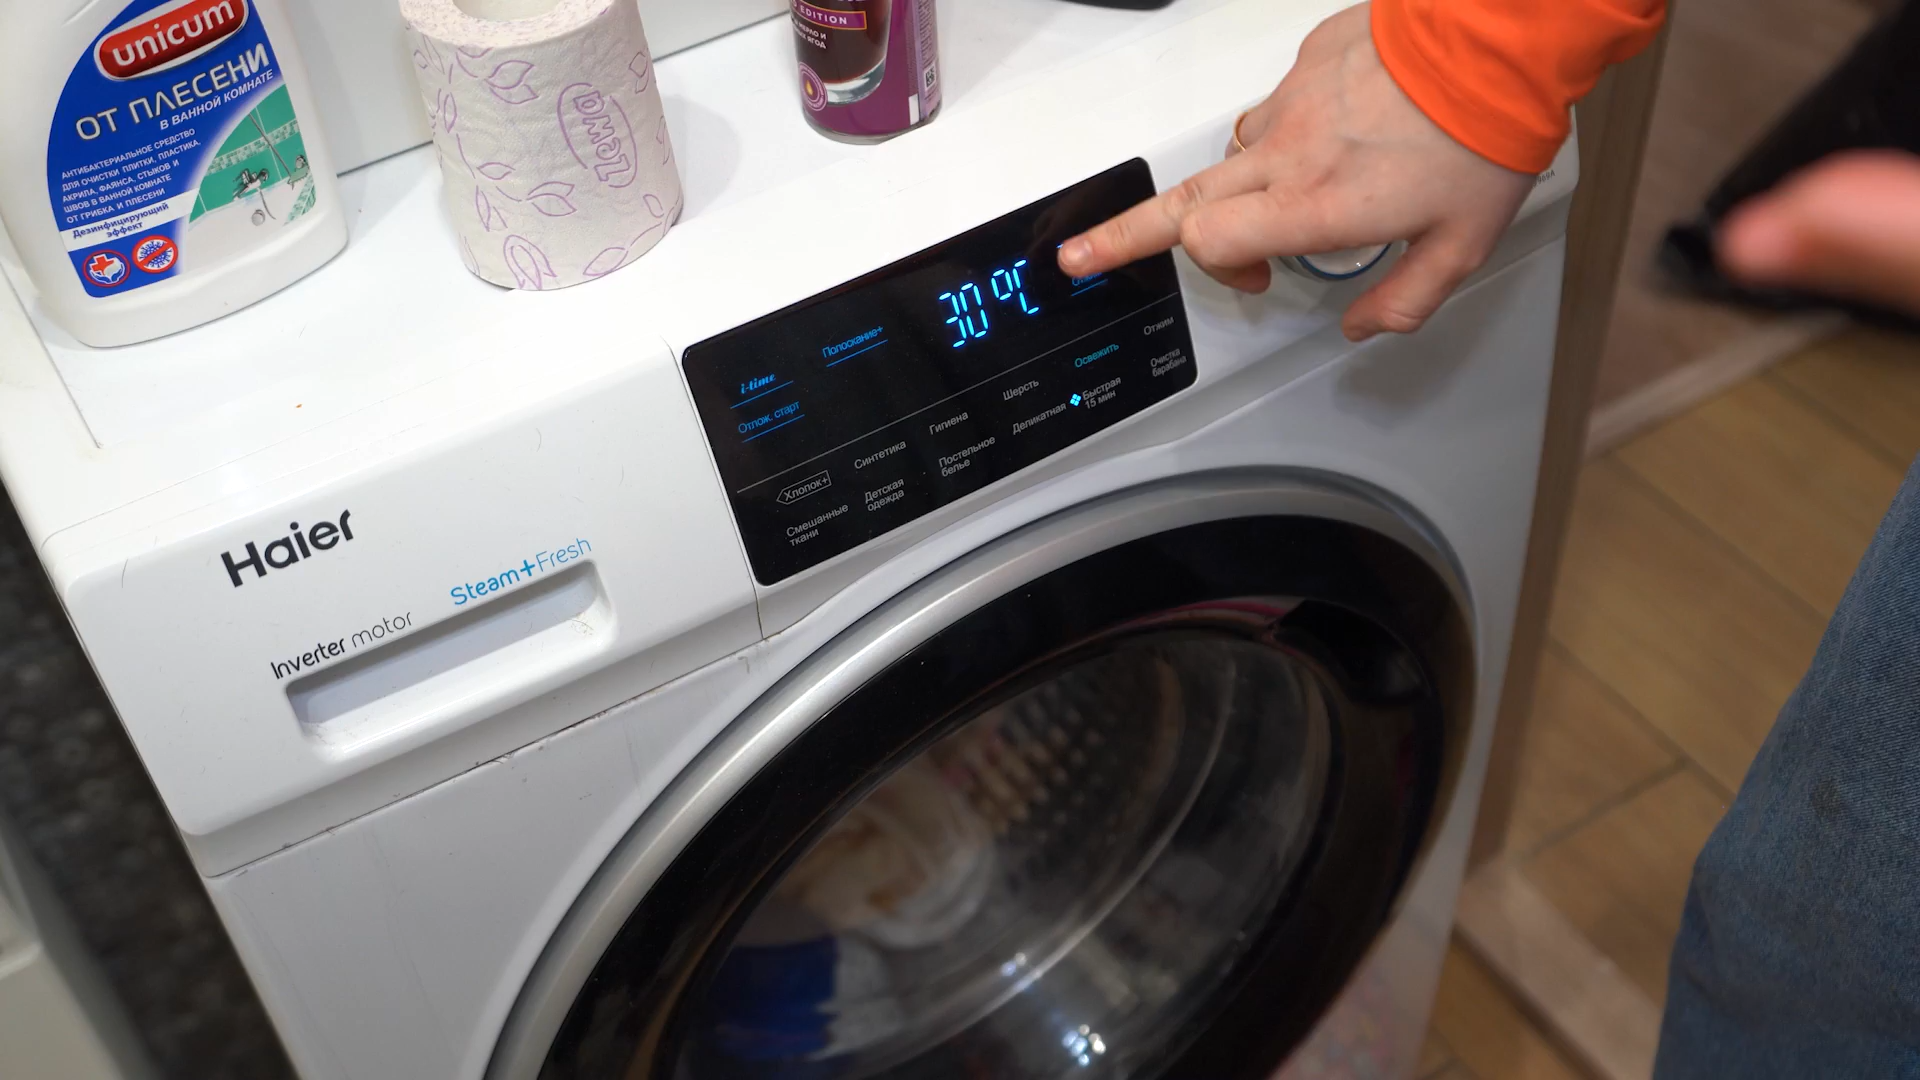 unicum
ОТ ПЛЕСЕНИ
В ВАННОЙ КОМНАТЕ
АНТИБАКТЕРИАЛЬНОЕ СРЕДСТВО
ДЛЯ ОЧИСТКИ ПЛИТКИ, ПЛАСТИКА,
АКРИЛА, ФАЯНСА, СТЫКОВ И
ШВОВ В ВАННОЙ КОМНАТЕ
ОТ ГРИБКА И ПЛЕСЕНИ
Дезинфицирующий
эффект
Zewa
EDITION
ЯГОД
30°C
Полоскание+
i-time
Отлож. старт
Отжим
Освежить
Шерсть
Гигиена
Синтетика
Хлопок+
Очистка
барабана
Быстрая
15 мин
Деликатная
Постельное
белье
Детская
одежда
Смешанные
ткани
Haier
Steam+Fresh
Inverter motor